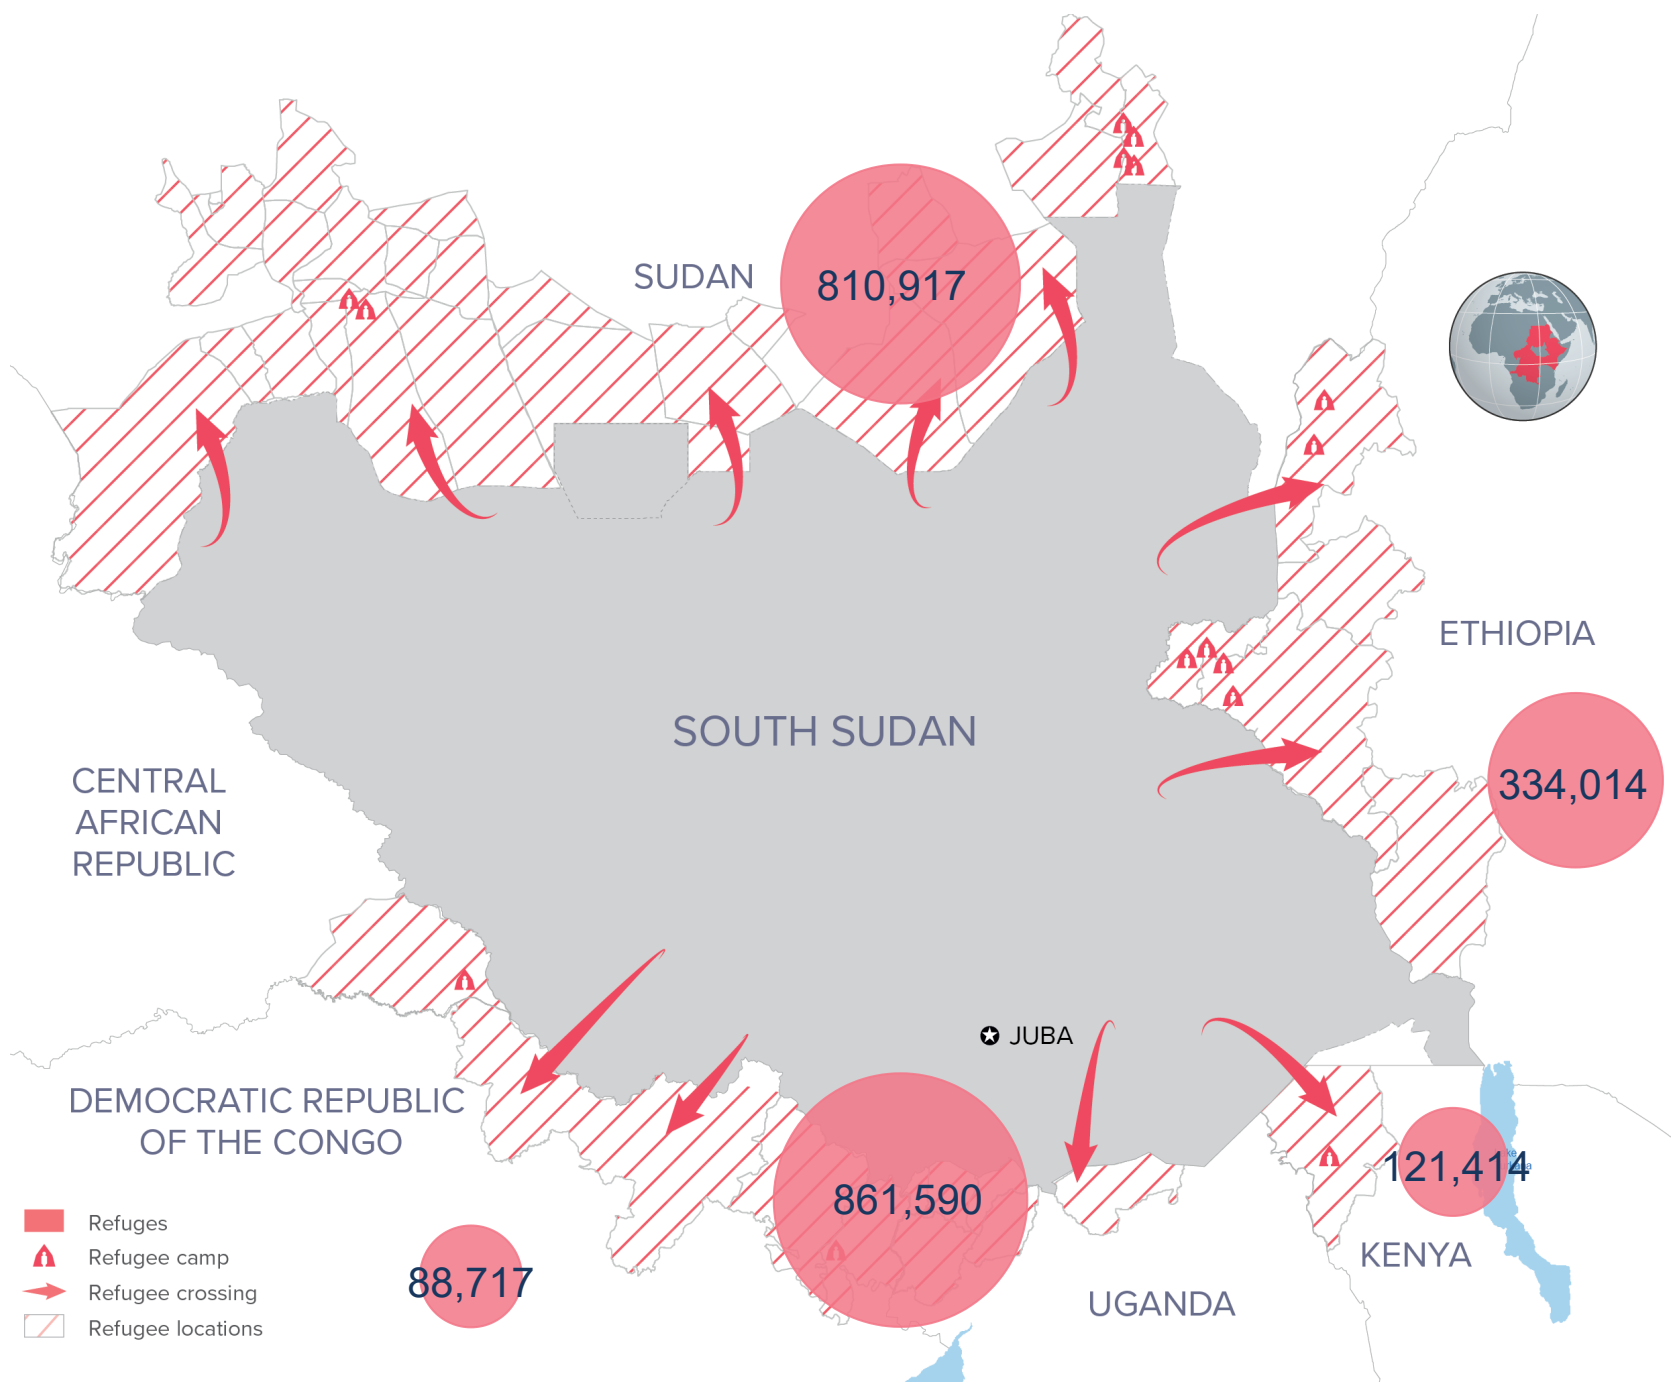 SUDAN
810,917
ETHIOPIA
SOUTH SUDAN
334,014
CENTRAL
AFRICAN
REPUBLIC
JUBA
DEMOCRATIC REPUBLIC
OF THE CONGO
861,590
121,414
KENYA
UGANDA
88,717
Refuges
Refugee camp
Refugee crossing
Refugee locations